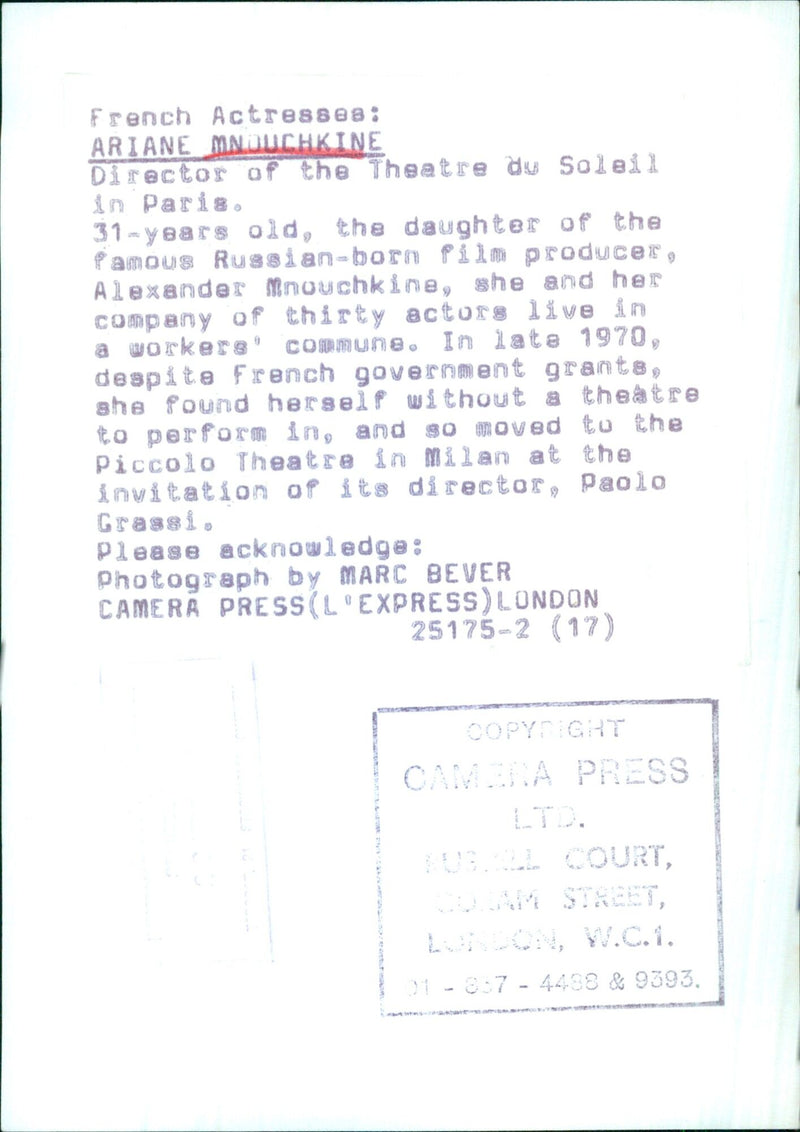 French Actresses:
ARIANE MNOUCHKINE
Director of the Theatre du Soleil
in Paris.
31-years old, the daughter of the
famous Russian-born film producer,
Alexander Mnouchkine, she and her
company of thirty actors live in
a workers' commune. In late 1970,
despite French government grants,
she found herself without a theatre
to perform in, and so moved to the
Piccolo Theatre in Milan at the
invitation of its director, Paolo
Grassi.
Please acknowledge:
Photograph by MARC BEVER
CAMERA PRESS(L'EXPRESS)LONDON
25175-2 (17)
COPYRIGHT
CAMERA PRESS
LTD.
RUSSELL COURT,
CORAM STREET,
LONDON, W.C.1.
01 - 837 - 4488 & 9393.